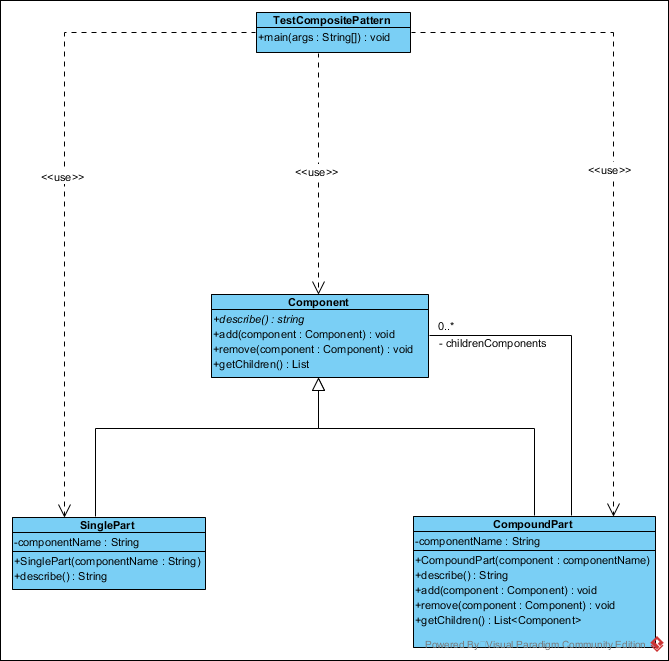 TestCompositePattern
+main(args : String[]) : void
<<use>>
<<use>>
<<use>>
Component
+describe() : string
+add(component : Component) : void
+remove(component : Component) : void
+getChildren() : List
0..*
- childrenComponents
SinglePart
-componentName : String
+SinglePart(componentName : String)
+describe() : String
CompoundPart
-componentName : String
+CompoundPart(component : componentName)
+describe() : String
+add(component : Component) : void
+remove(component : Component) : void
+getChildren() : List<Component>
Powered By Visual Paradigm Community Edition